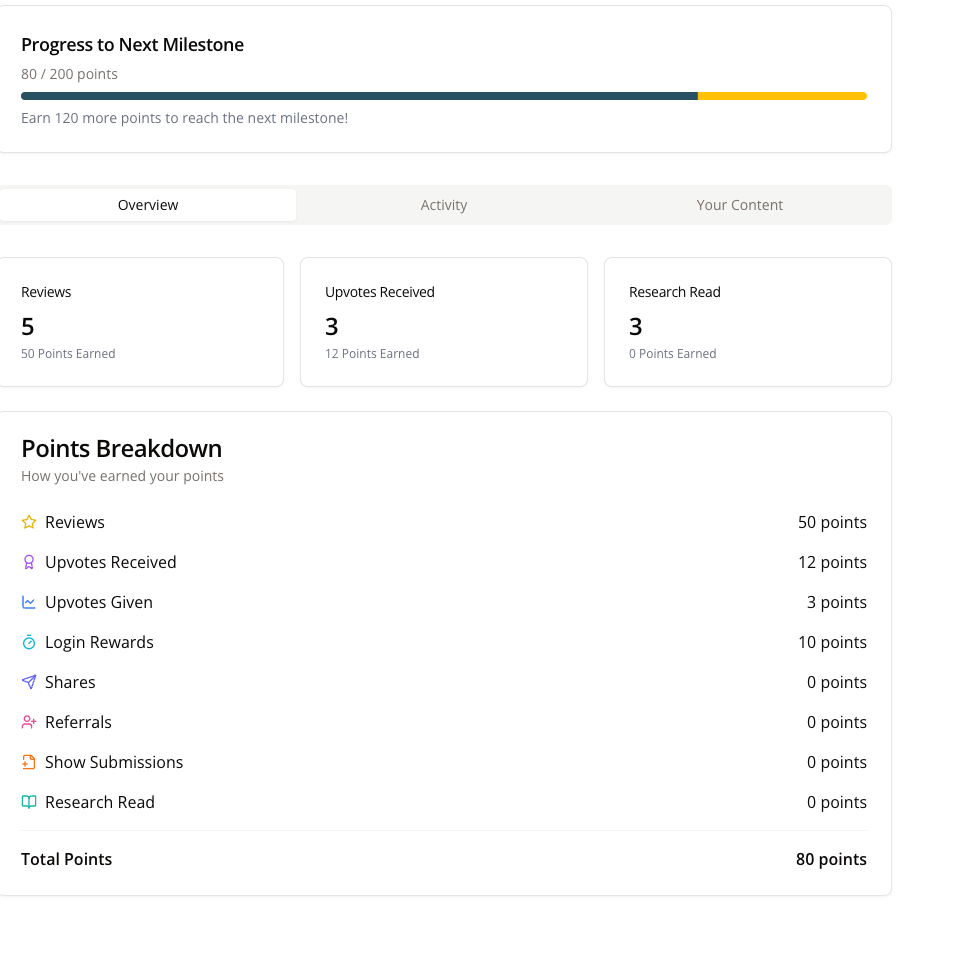 Progress to Next Milestone
80 / 200 points
Earn 120 more points to reach the next milestone!
Overview
Activity
Your Content
Reviews
5
50 Points Earned
Upvotes Received
3
12 Points Earned
Research Read
3
0 Points Earned
Points Breakdown
How you've earned your points
Reviews 50 points
Upvotes Received 12 points
Upvotes Given 3 points
Login Rewards 10 points
Shares 0 points
Referrals 0 points
Show Submissions 0 points
Research Read 0 points
Total Points 80 points